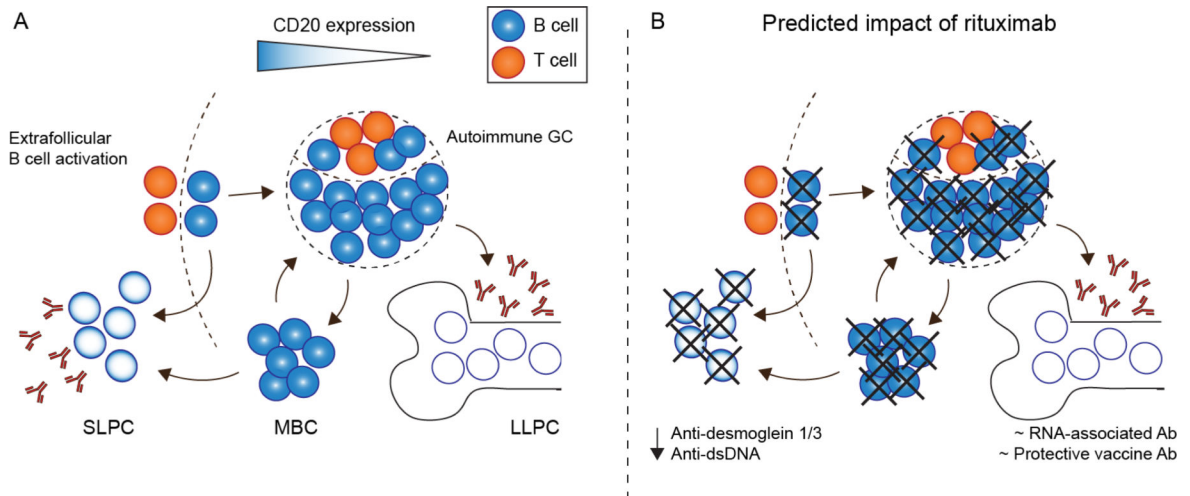 A
CD20 expression
B cell
T cell
Extrafollicular
B cell activation
Autoimmune GC
SLPC
MBC
LLPC
B
Predicted impact of rituximab
Anti-desmoglein 1/3
Anti-dsDNA
~ RNA-associated Ab
~ Protective vaccine Ab